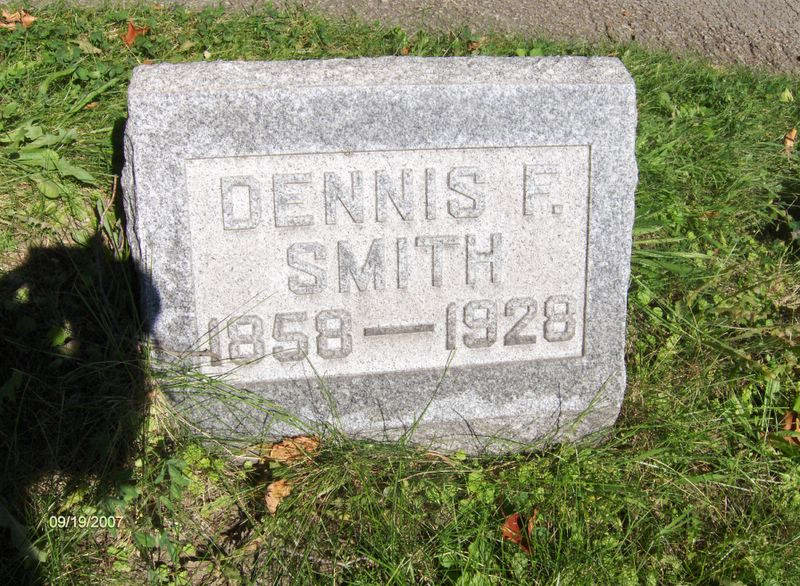 DENNIS F.
SMITH
1858 — 1928
09/19/2007